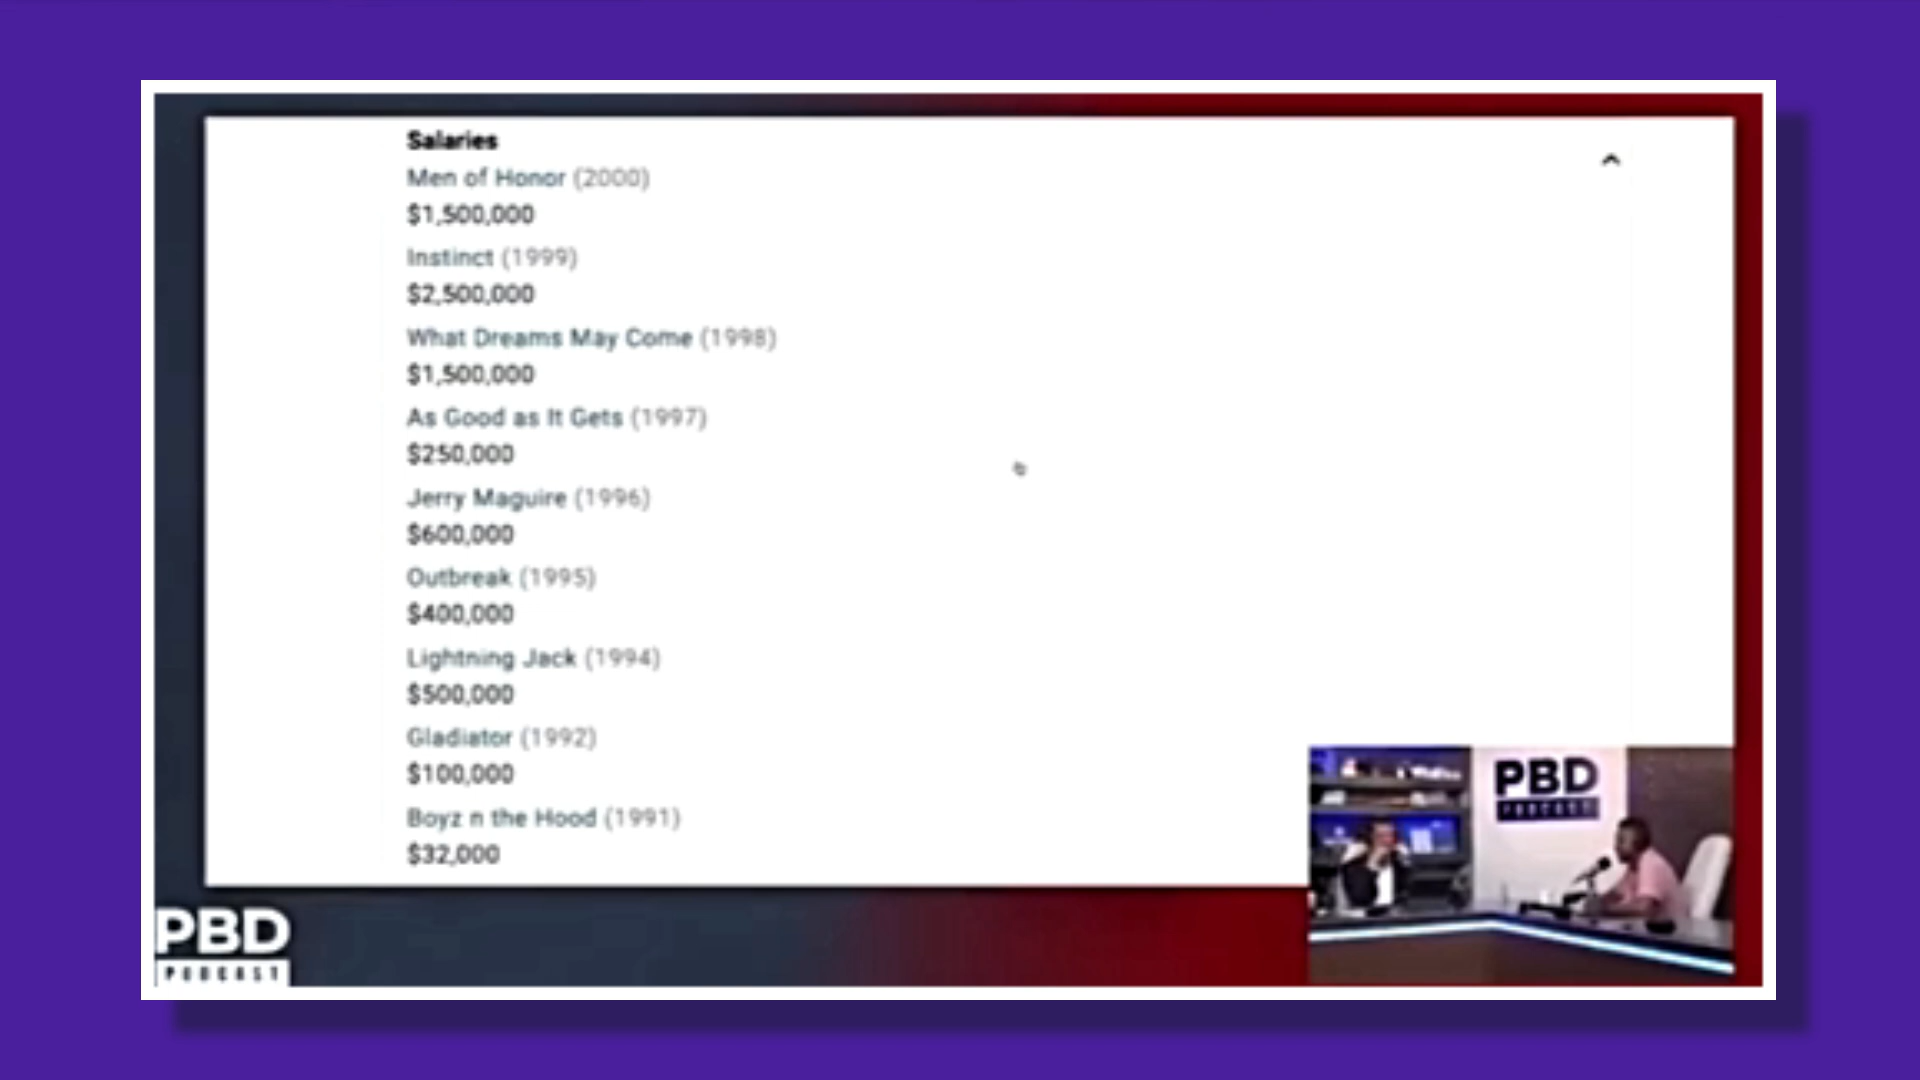 Salaries
Men of Honor (2000)
$1,500,000
Instinct (1999)
$2,500,000
What Dreams May Come (1998)
$1,500,000
As Good as It Gets (1997)
$250,000
Jerry Maguire (1996)
$600,000
Outbreak (1995)
$400,000
Lightning Jack (1994)
$500,000
Gladiator (1992)
$100,000
Boyz n the Hood (1991)
$32,000
PBD
PODCAST
PBD
PODCAST